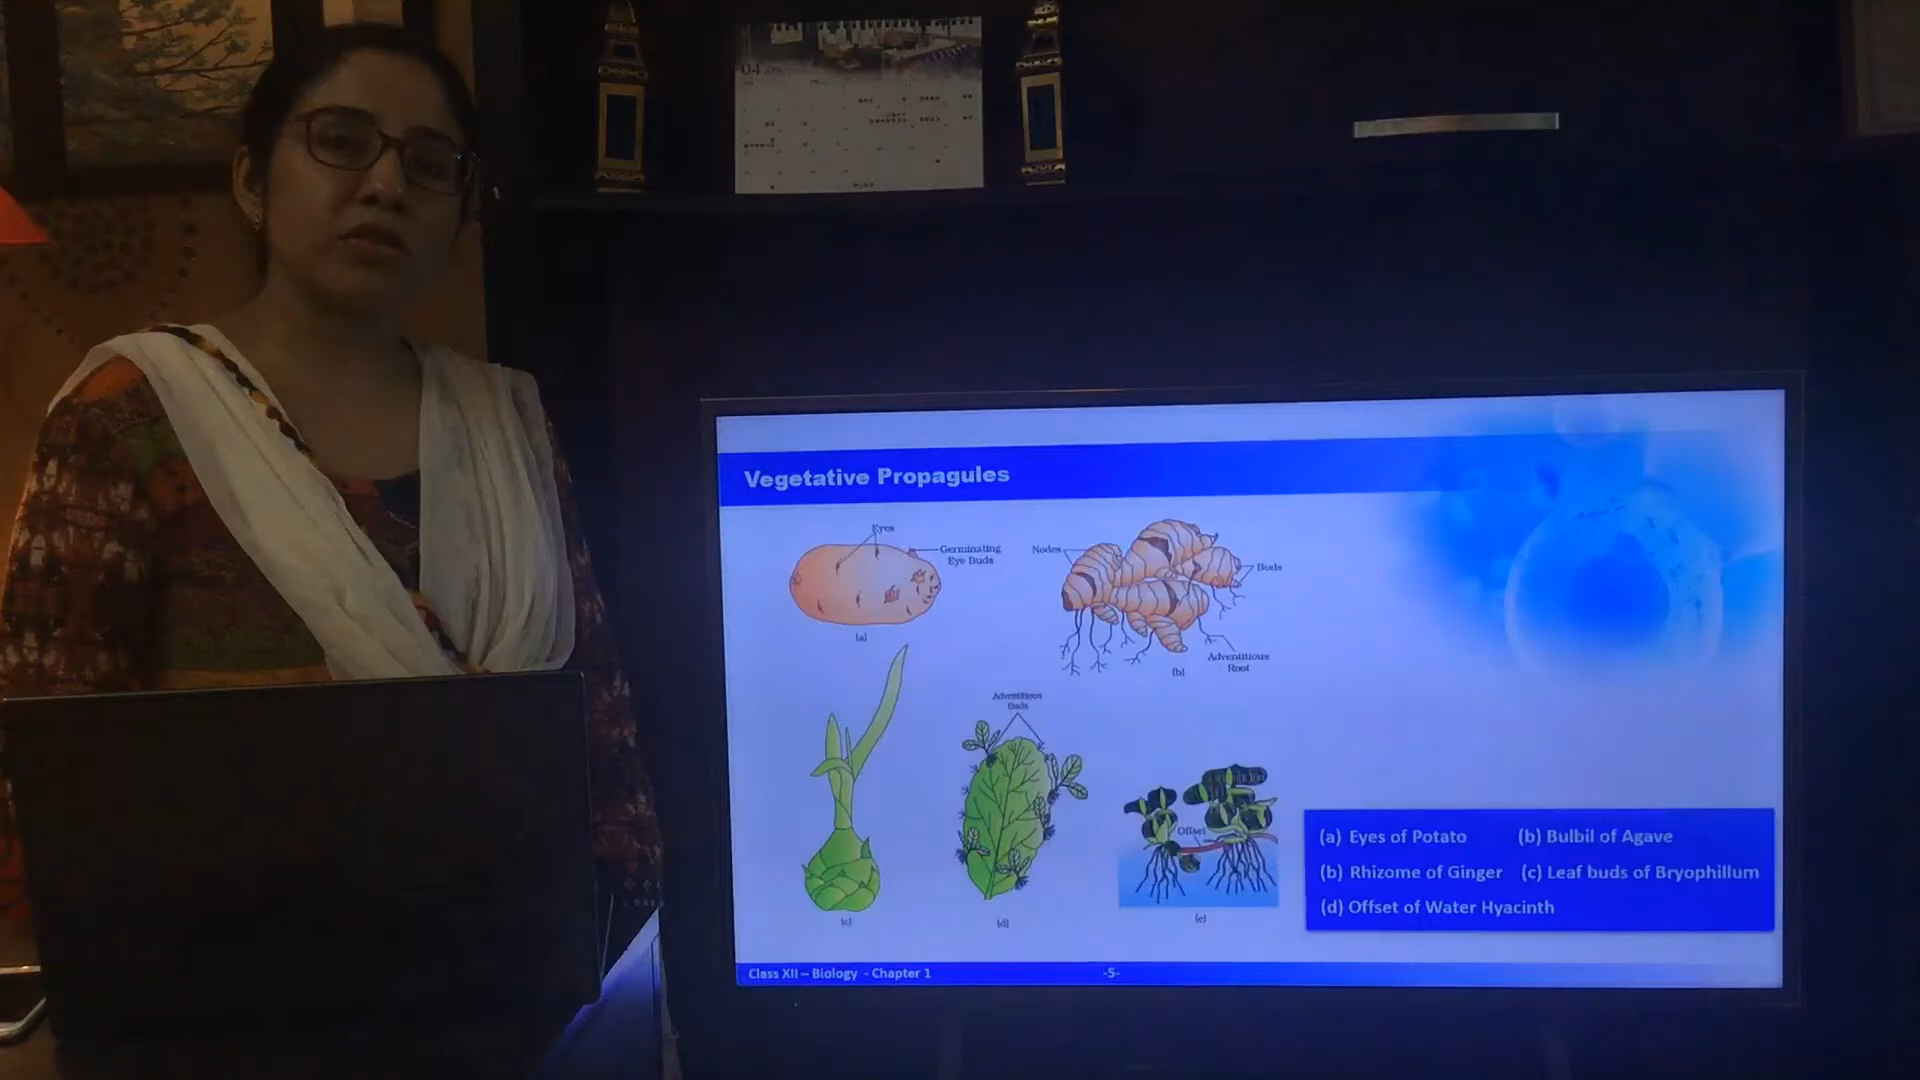 04
Vegetative Propagules
Eyes
Germinating
Eye Buds
(a)
Nodes
Buds
Adventitious
Root
(b)
Adventitious
Buds
Offset
(c)
(d)
(e)
(a) Eyes of Potato (b) Bulbil of Agave
(b) Rhizome of Ginger (c) Leaf buds of Bryophillum
(d) Offset of Water Hyacinth
Class XII – Biology - Chapter 1
-5-